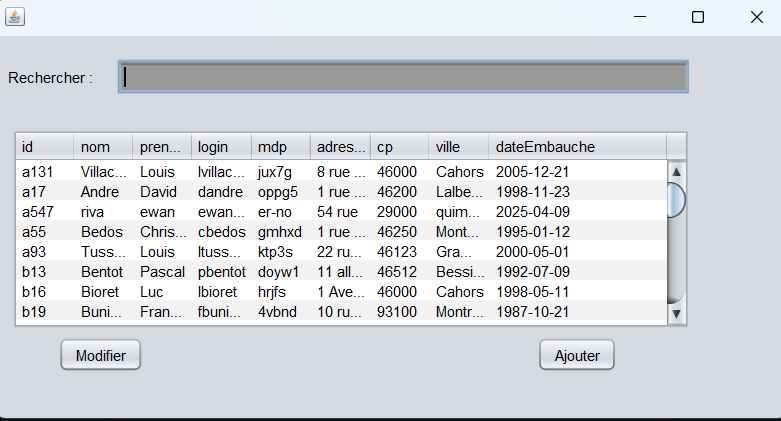 Rechercher :
id nom pren... login mdp adres... cp ville dateEmbauche
a131 Villac... Louis lvillac... jux7g 8 rue ... 46000 Cahors 2005-12-21
a17 Andre David dandre oppg5 1 rue ... 46200 Lalbe... 1998-11-23
a547 riva ewan ewan... er-no 54 rue 29000 quim... 2025-04-09
a55 Bedos Chris... cbedos gmhxd 1 rue ... 46250 Mont... 1995-01-12
a93 Tuss... Louis ltuss... ktp3s 22 ru... 46123 Gra... 2000-05-01
b13 Bentot Pascal pbentot doyw1 11 all... 46512 Bessi... 1992-07-09
b16 Bioret Luc lbioret hrjfs 1 Ave... 46000 Cahors 1998-05-11
b19 Buni... Fran... fbuni... 4vbnd 10 ru... 93100 Montr... 1987-10-21
Modifier Ajouter